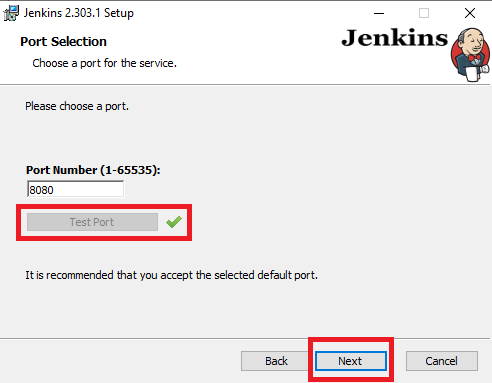 Jenkins 2.303.1 Setup
Port Selection
Choose a port for the service.
Jenkins
Please choose a port.
Port Number (1-65535):
8080
Test Port
It is recommended that you accept the selected default port.
Back
Next
Cancel